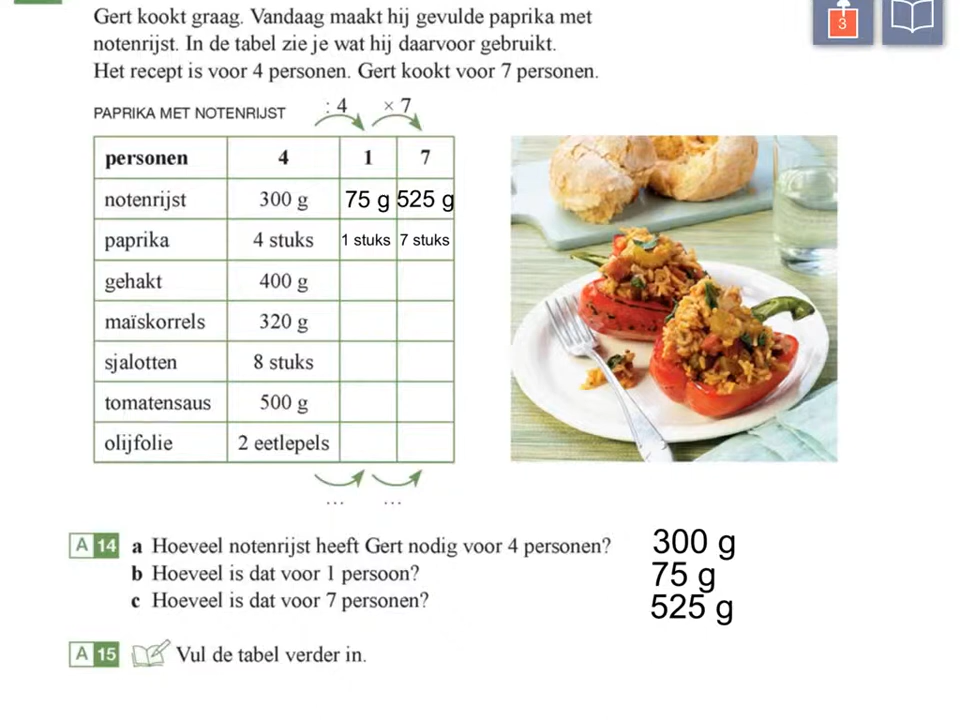 Gert kookt graag. Vandaag maakt hij gevulde paprika met
notenrijst. In de tabel zie je wat hij daarvoor gebruikt.
Het recept is voor 4 personen. Gert kookt voor 7 personen.
3
PAPRIKA MET NOTENRIJST : 4 × 7
personen 4 1 7
notenrijst 300 g 75 g 525 g
paprika 4 stuks 1 stuks 7 stuks
gehakt 400 g
maïskorrels 320 g
sjalotten 8 stuks
tomatensaus 500 g
olijfolie 2 eetlepels
... ...
A 14 a Hoeveel notenrijst heeft Gert nodig voor 4 personen? 300 g
b Hoeveel is dat voor 1 persoon? 75 g
c Hoeveel is dat voor 7 personen? 525 g
A 15 Vul de tabel verder in.